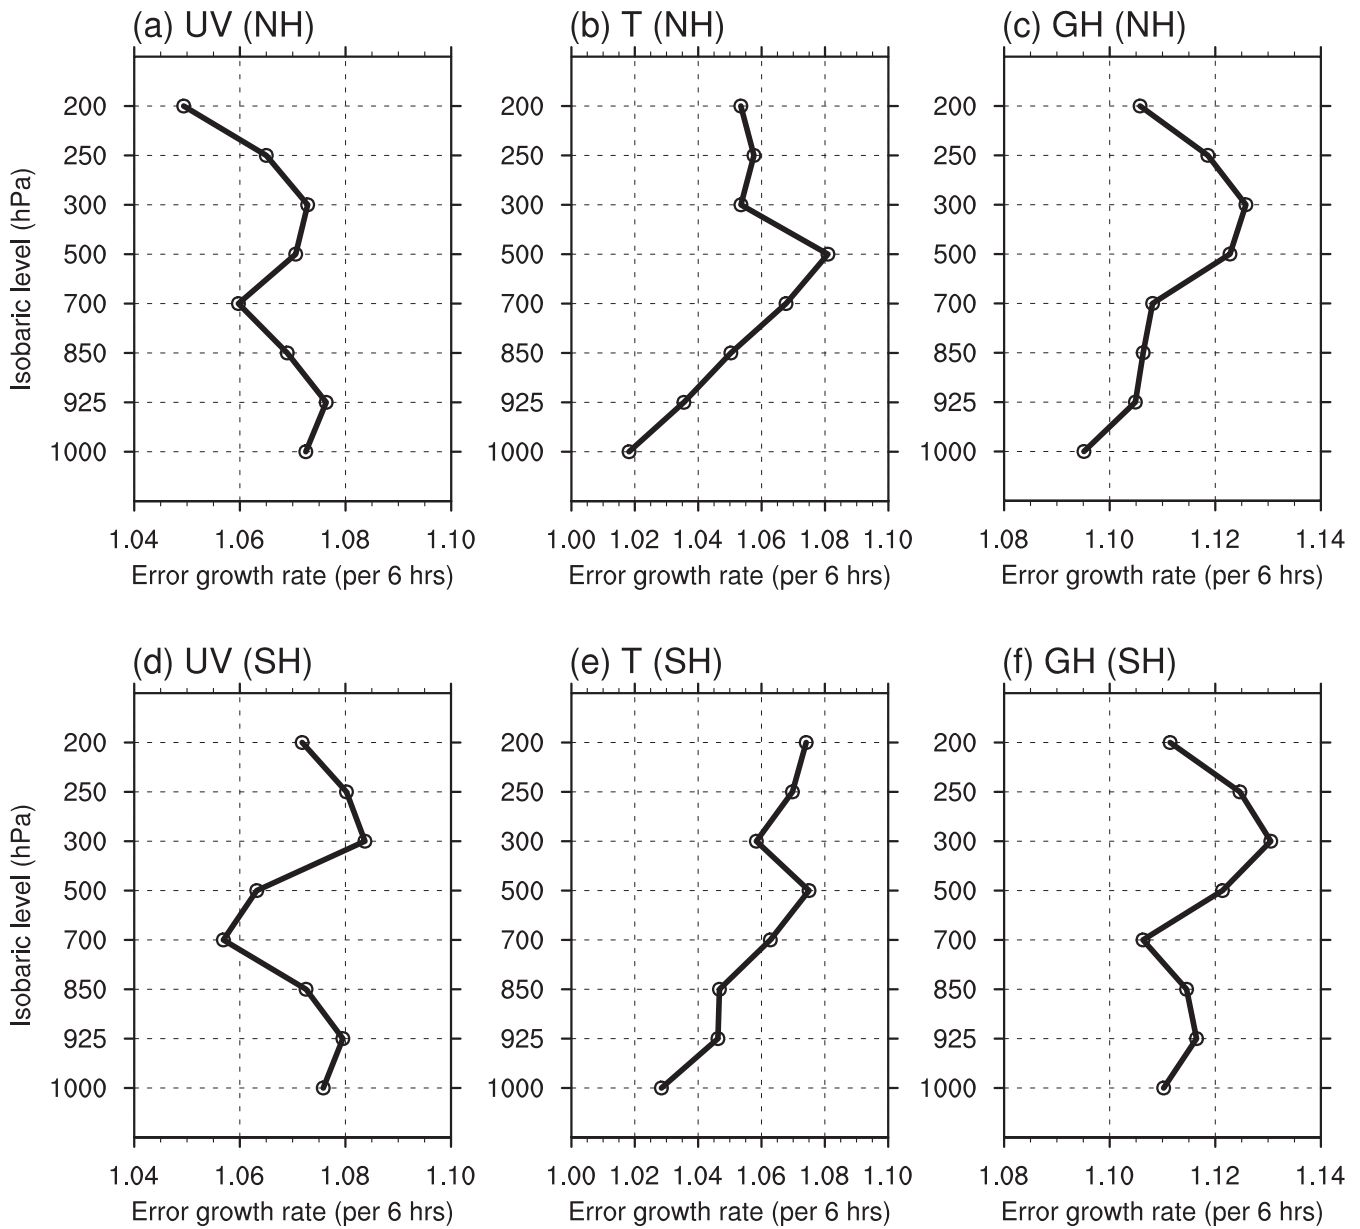 (a) UV (NH)
(b) T (NH)
(c) GH (NH)
Isobaric level (hPa)
200
250
300
500
700
850
925
1000
1.04 1.06 1.08 1.10
Error growth rate (per 6 hrs)
200
250
300
500
700
850
925
1000
1.00 1.02 1.04 1.06 1.08 1.10
Error growth rate (per 6 hrs)
200
250
300
500
700
850
925
1000
1.08 1.10 1.12 1.14
Error growth rate (per 6 hrs)
(d) UV (SH)
(e) T (SH)
(f) GH (SH)
Isobaric level (hPa)
200
250
300
500
700
850
925
1000
1.04 1.06 1.08 1.10
Error growth rate (per 6 hrs)
200
250
300
500
700
850
925
1000
1.00 1.02 1.04 1.06 1.08 1.10
Error growth rate (per 6 hrs)
200
250
300
500
700
850
925
1000
1.08 1.10 1.12 1.14
Error growth rate (per 6 hrs)